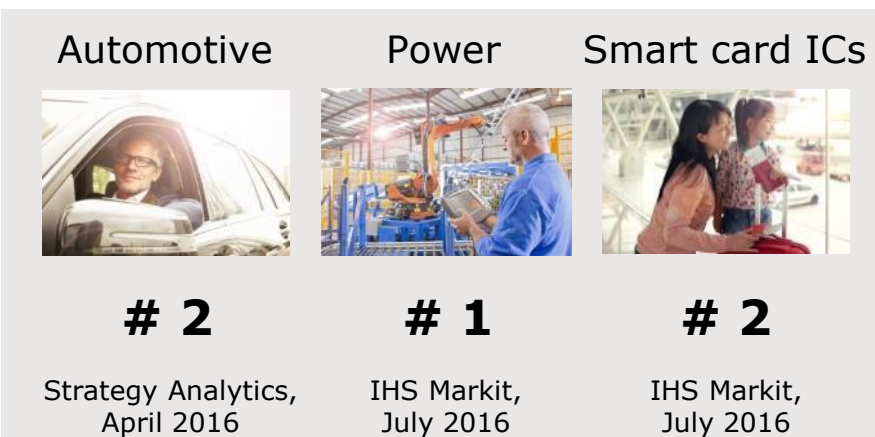 Automotive
Power
Smart card ICs
# 2
# 1
# 2
Strategy Analytics,
April 2016
IHS Markit,
July 2016
IHS Markit,
July 2016